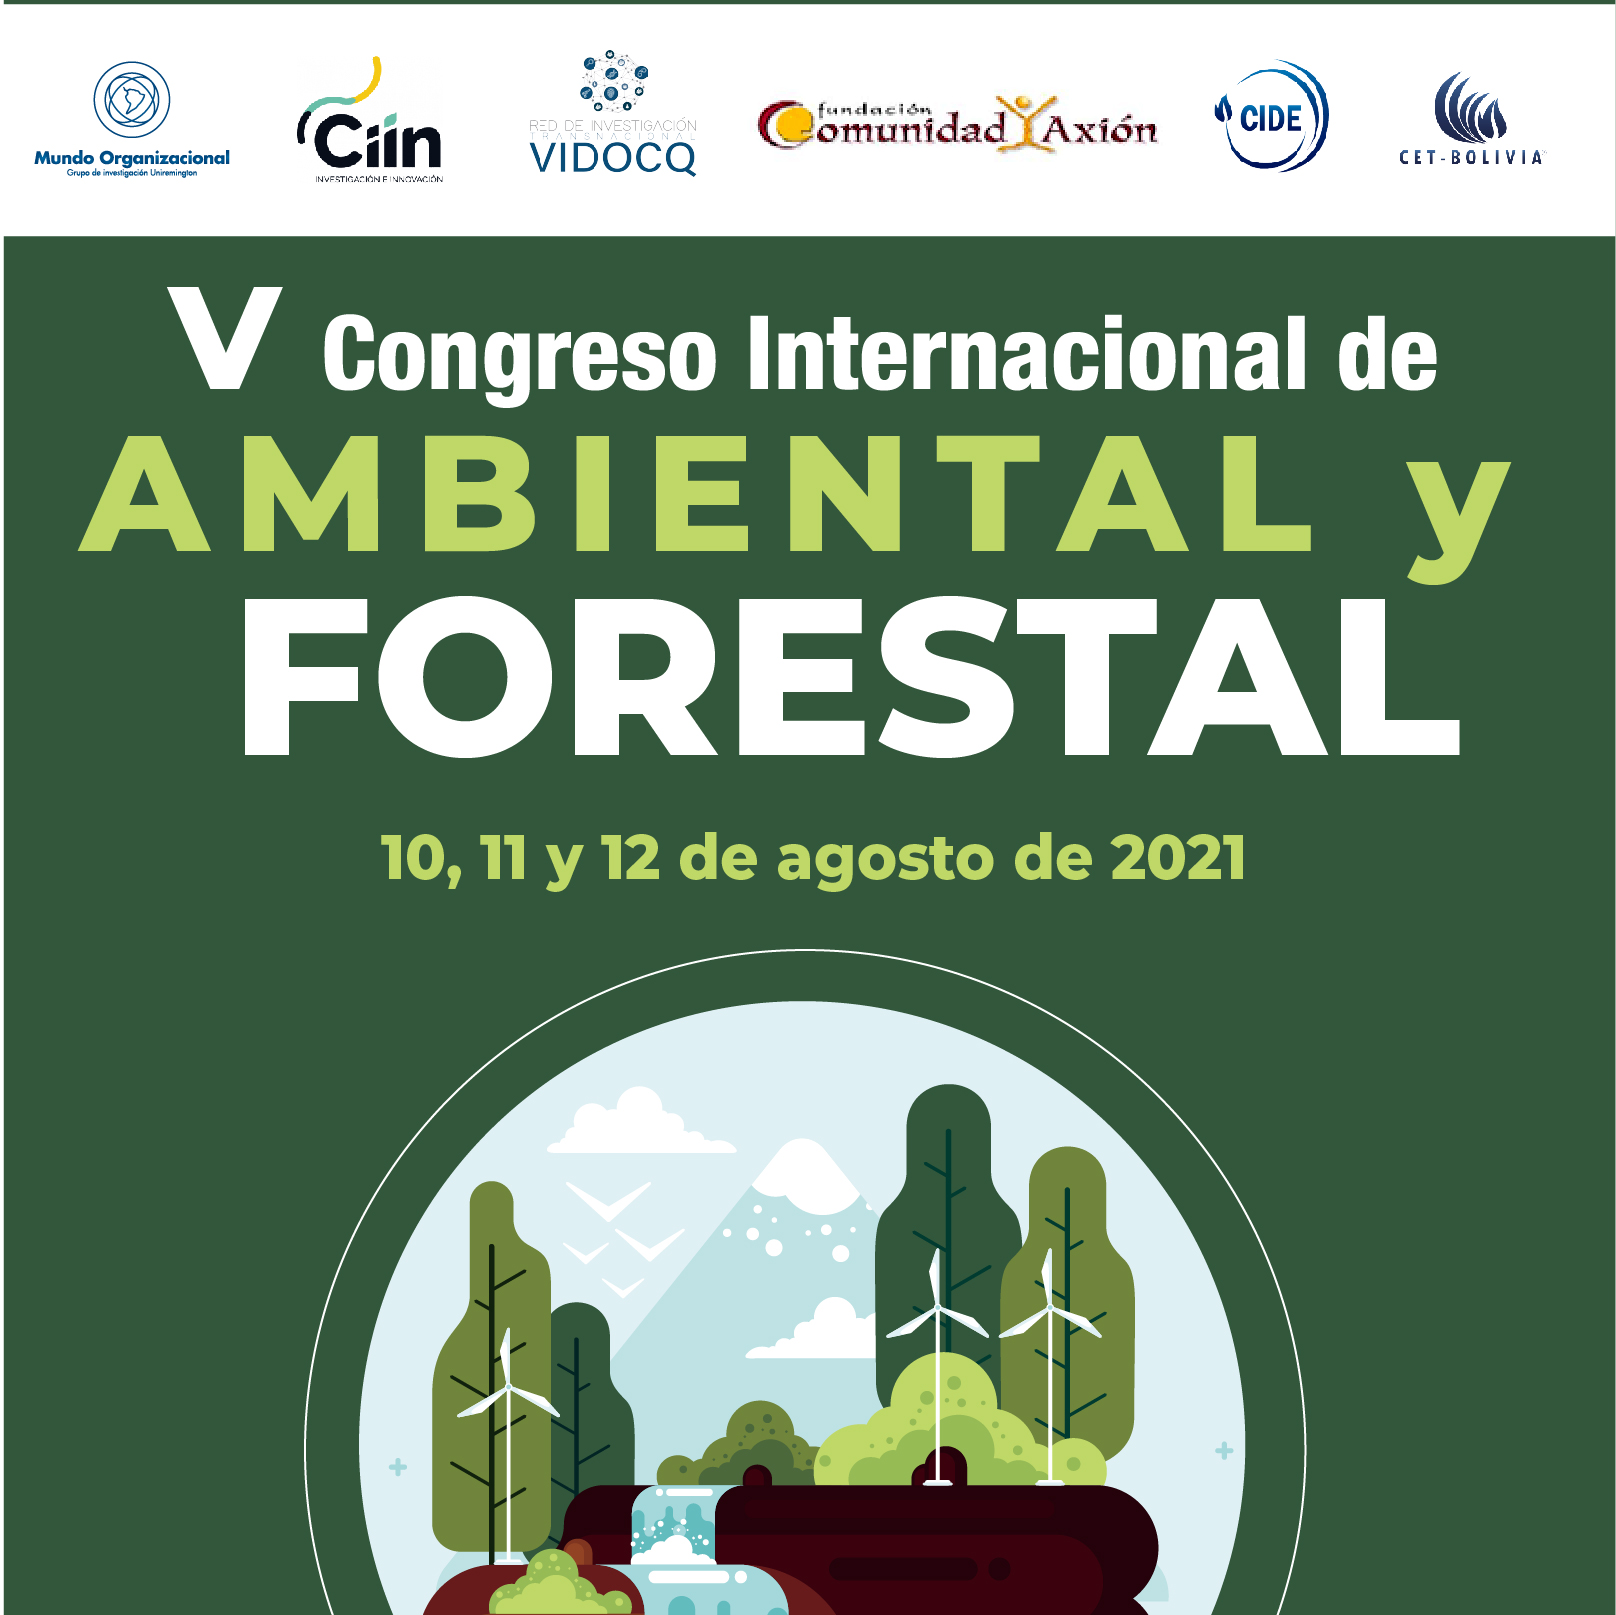 Mundo Organizacional
Grupo de investigación Uniremington
Ciin
INVESTIGACIÓN E INNOVACIÓN
RED DE INVESTIGACIÓN
TRANSNACIONAL
VIDOCQ
fundación
Comunidad Axión
CIDE
CET-BOLIVIA
V Congreso Internacional de
AMBIENTAL y
FORESTAL
10, 11 y 12 de agosto de 2021